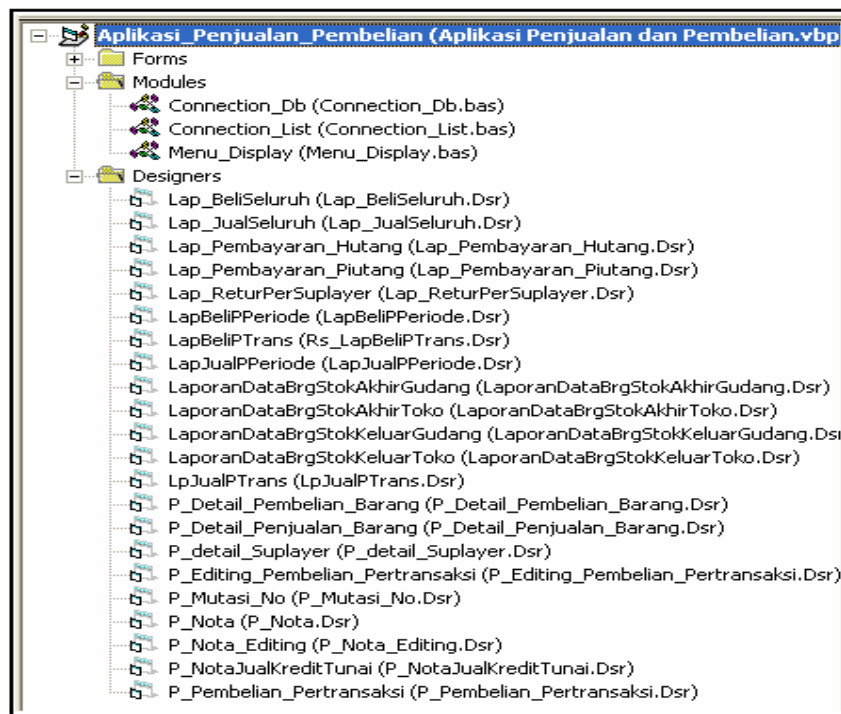 Aplikasi_Penjualan_Pembelian (Aplikasi Penjualan dan Pembelian.vbp
Forms
Modules
Connection_Db (Connection_Db.bas)
Connection_List (Connection_List.bas)
Menu_Display (Menu_Display.bas)
Designers
Lap_BeliSeluruh (Lap_BeliSeluruh.Dsr)
Lap_JualSeluruh (Lap_JualSeluruh.Dsr)
Lap_Pembayaran_Hutang (Lap_Pembayaran_Hutang.Dsr)
Lap_Pembayaran_Piutang (Lap_Pembayaran_Piutang.Dsr)
Lap_ReturPerSuplayer (Lap_ReturPerSuplayer.Dsr)
LapBeliPPeriode (LapBeliPPeriode.Dsr)
LapBeliPTrans (Rs_LapBeliPTrans.Dsr)
LapJualPPeriode (LapJualPPeriode.Dsr)
LaporanDataBrgStokAkhirGudang (LaporanDataBrgStokAkhirGudang.Dsr)
LaporanDataBrgStokAkhirToko (LaporanDataBrgStokAkhirToko.Dsr)
LaporanDataBrgStokKeluarGudang (LaporanDataBrgStokKeluarGudang.Dsr
LaporanDataBrgStokKeluarToko (LaporanDataBrgStokKeluarToko.Dsr)
LpJualPTrans (LpJualPTrans.Dsr)
P_Detail_Pembelian_Barang (P_Detail_Pembelian_Barang.Dsr)
P_Detail_Penjualan_Barang (P_Detail_Penjualan_Barang.Dsr)
P_detail_Suplayer (P_detail_Suplayer.Dsr)
P_Editing_Pembelian_Pertransaksi (P_Editing_Pembelian_Pertransaksi.Dsr)
P_Mutasi_No (P_Mutasi_No.Dsr)
P_Nota (P_Nota.Dsr)
P_Nota_Editing (P_Nota_Editing.Dsr)
P_NotaJualKreditTunai (P_NotaJualKreditTunai.Dsr)
P_Pembelian_Pertransaksi (P_Pembelian_Pertransaksi.Dsr)